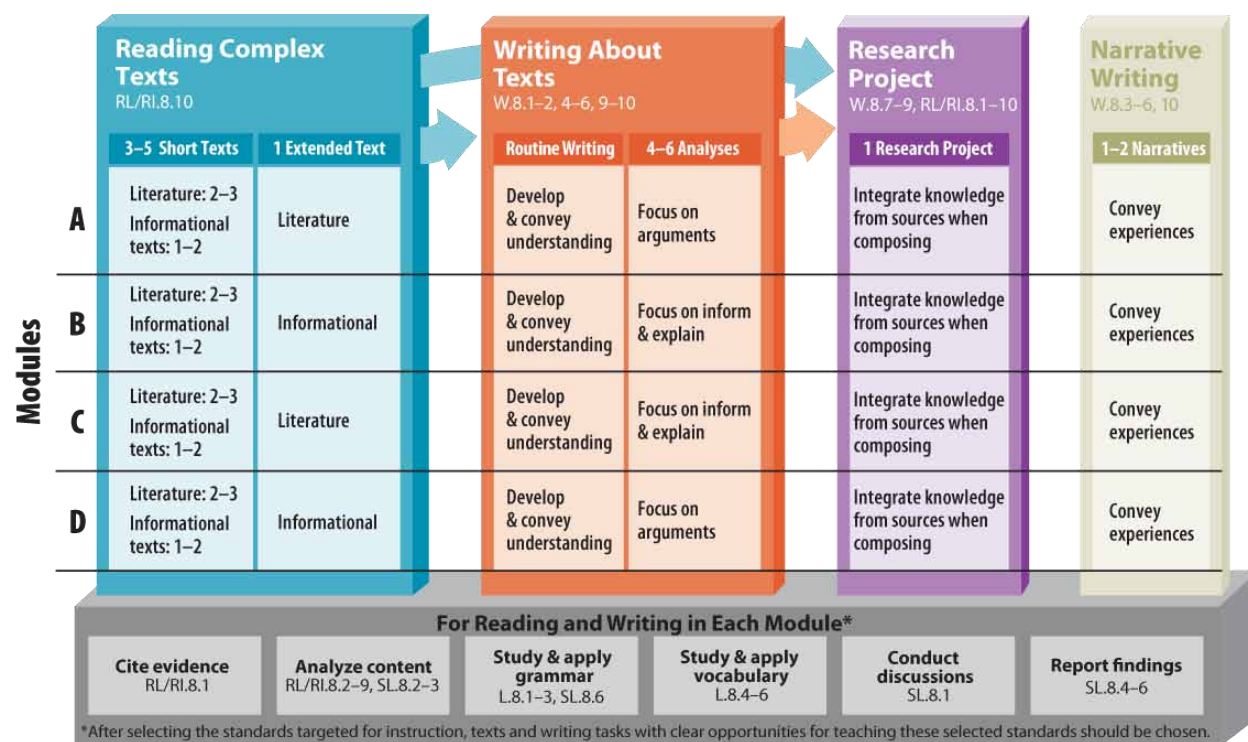 Reading Complex
Texts
RL/RI.8.10
Writing About
Texts
W.8.1–2, 4–6, 9–10
Research
Project
W.8.7–9, RL/RI.8.1–10
Narrative
Writing
W.8.3–6, 10
3–5 Short Texts
1 Extended Text
Routine Writing
4–6 Analyses
1 Research Project
1–2 Narratives
Modules
A
Literature: 2–3
Informational
texts: 1–2
Literature
Develop
& convey
understanding
Focus on
arguments
Integrate knowledge
from sources when
composing
Convey
experiences
B
Literature: 2–3
Informational
texts: 1–2
Informational
Develop
& convey
understanding
Focus on inform
& explain
Integrate knowledge
from sources when
composing
Convey
experiences
C
Literature: 2–3
Informational
texts: 1–2
Literature
Develop
& convey
understanding
Focus on inform
& explain
Integrate knowledge
from sources when
composing
Convey
experiences
D
Literature: 2–3
Informational
texts: 1–2
Informational
Develop
& convey
understanding
Focus on
arguments
Integrate knowledge
from sources when
composing
Convey
experiences
For Reading and Writing in Each Module*
Cite evidence
RL/RI.8.1
Analyze content
RL/RI.8.2–9, SL.8.2–3
Study & apply
grammar
L.8.1–3, SL.8.6
Study & apply
vocabulary
L.8.4–6
Conduct
discussions
SL.8.1
Report findings
SL.8.4–6
*After selecting the standards targeted for instruction, texts and writing tasks with clear opportunities for teaching these selected standards should be chosen.